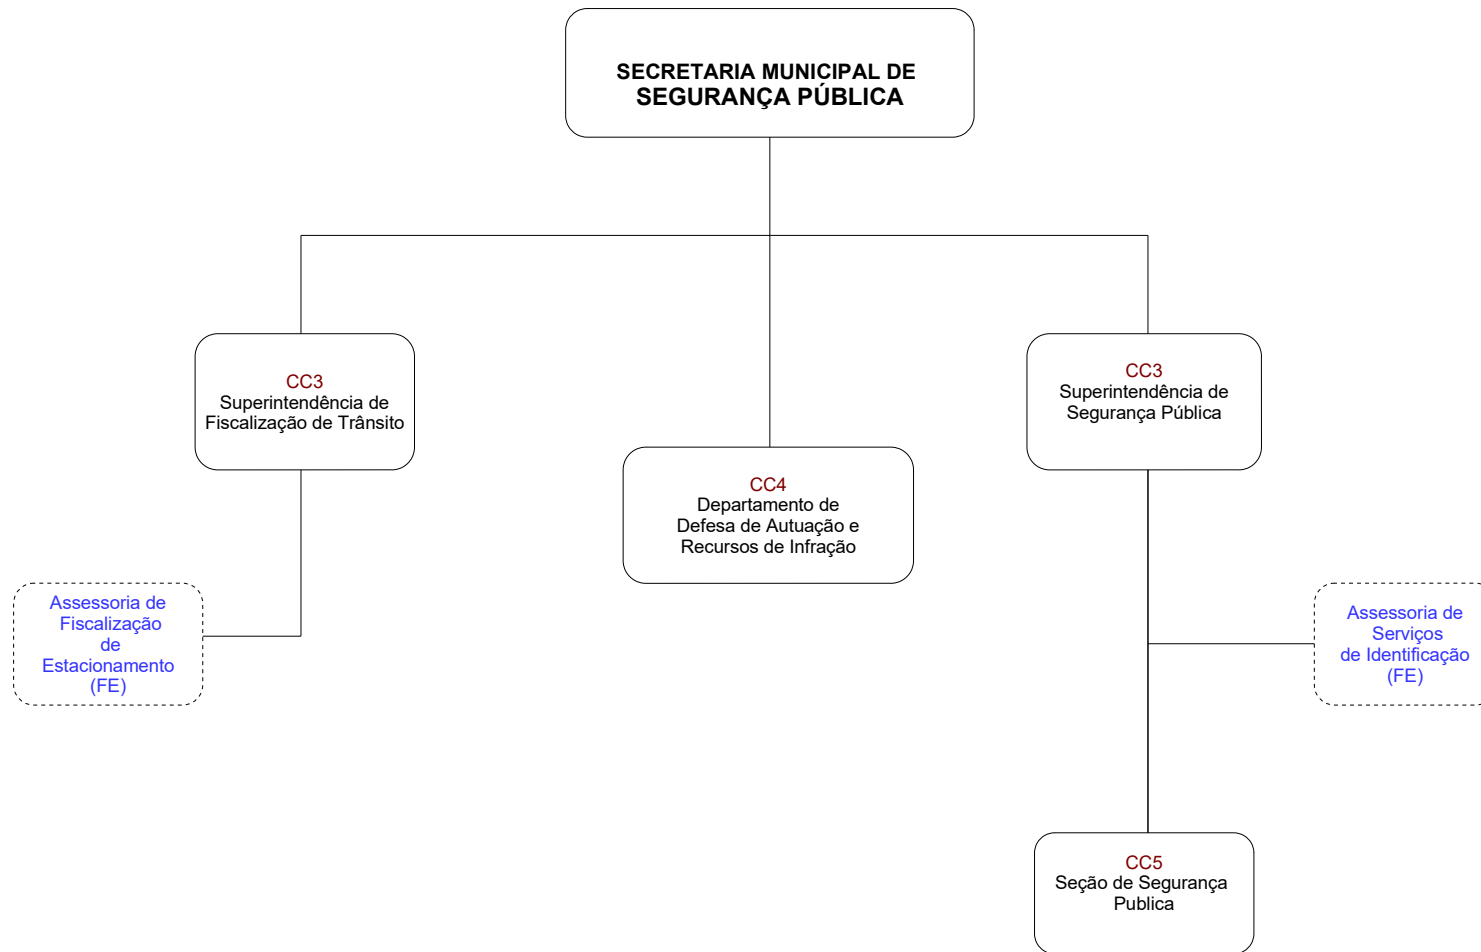 SECRETARIA MUNICIPAL DE
SEGURANÇA PÚBLICA
CC3
Superintendência de
Fiscalização de Trânsito
CC3
Superintendência de
Segurança Pública
CC4
Departamento de
Defesa de Autuação e
Recursos de Infração
Assessoria de
Fiscalização
de
Estacionamento
(FE)
Assessoria de
Serviços
de Identificação
(FE)
CC5
Seção de Segurança
Publica